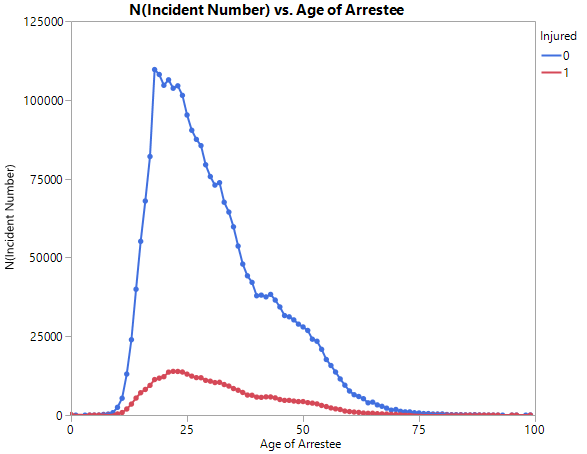 N(Incident Number) vs. Age of Arrestee
125000
100000
75000
50000
25000
0
N(Incident Number)
0 25 50 75 100
Age of Arrestee
Injured
0
1